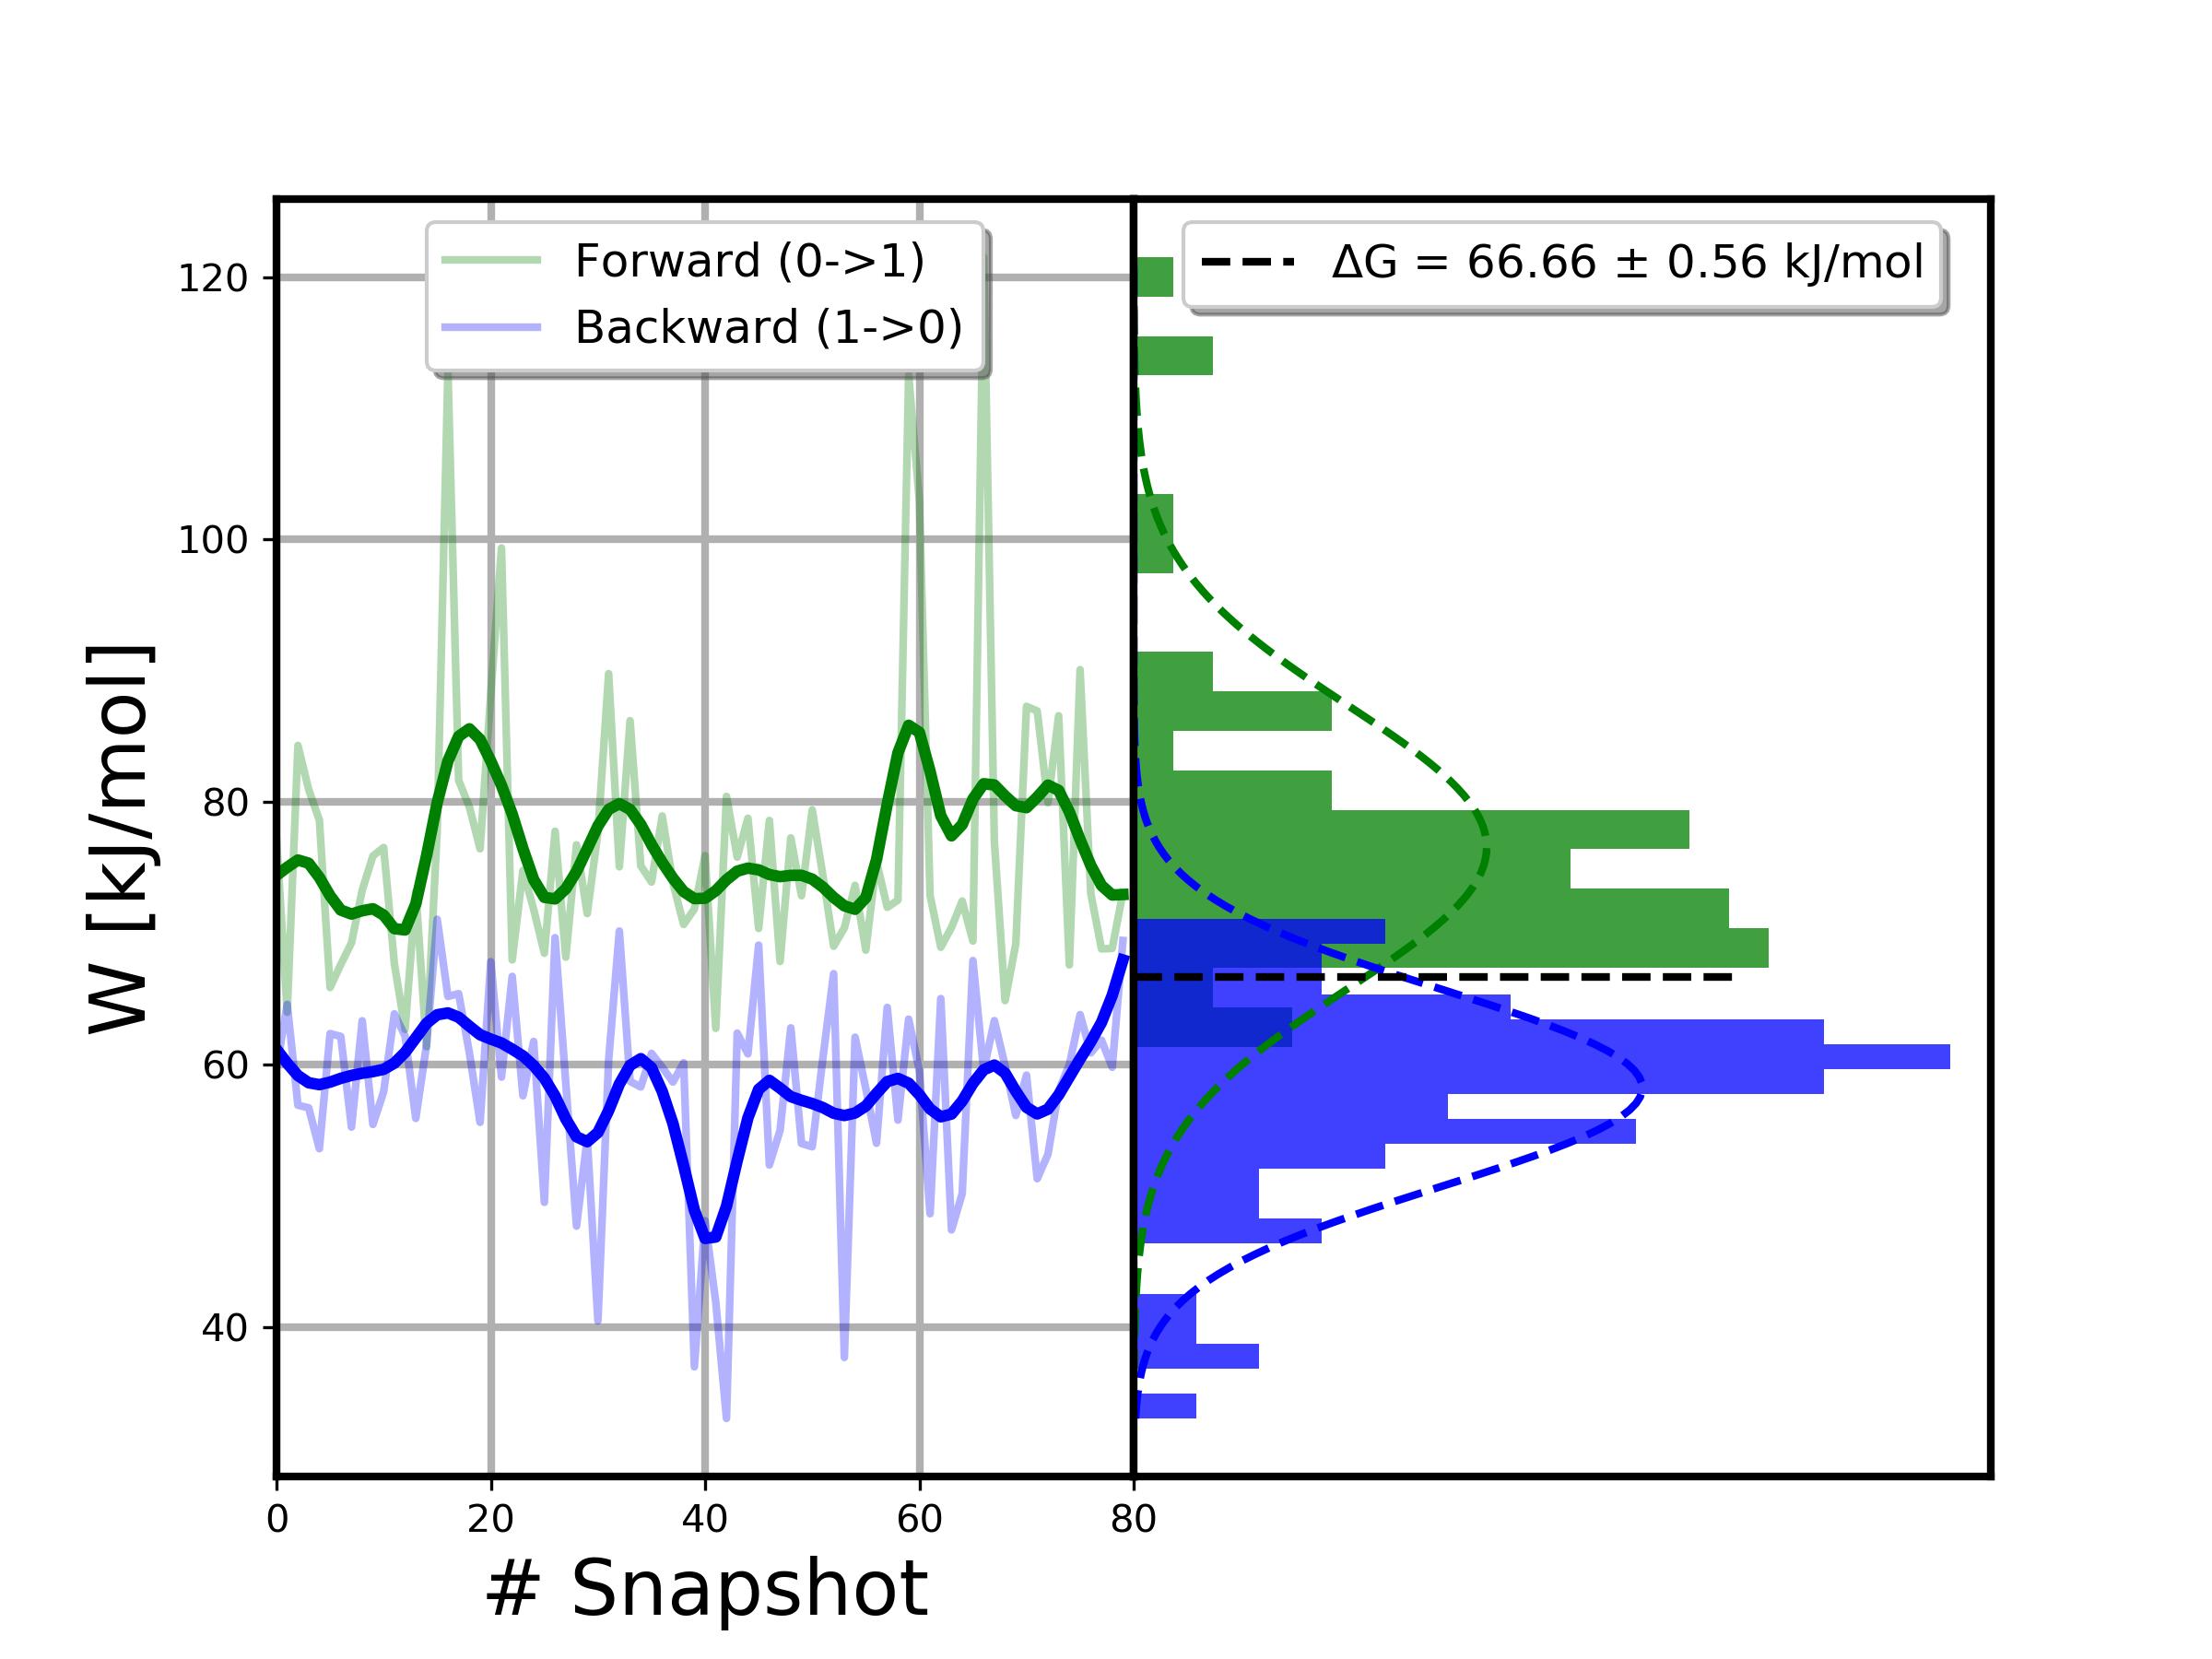 Forward (0->1)
Backward (1->0)
ΔG = 66.66 ± 0.56 kJ/mol
W [kJ/mol]
120
100
80
60
40
0 20 40 60 80
# Snapshot